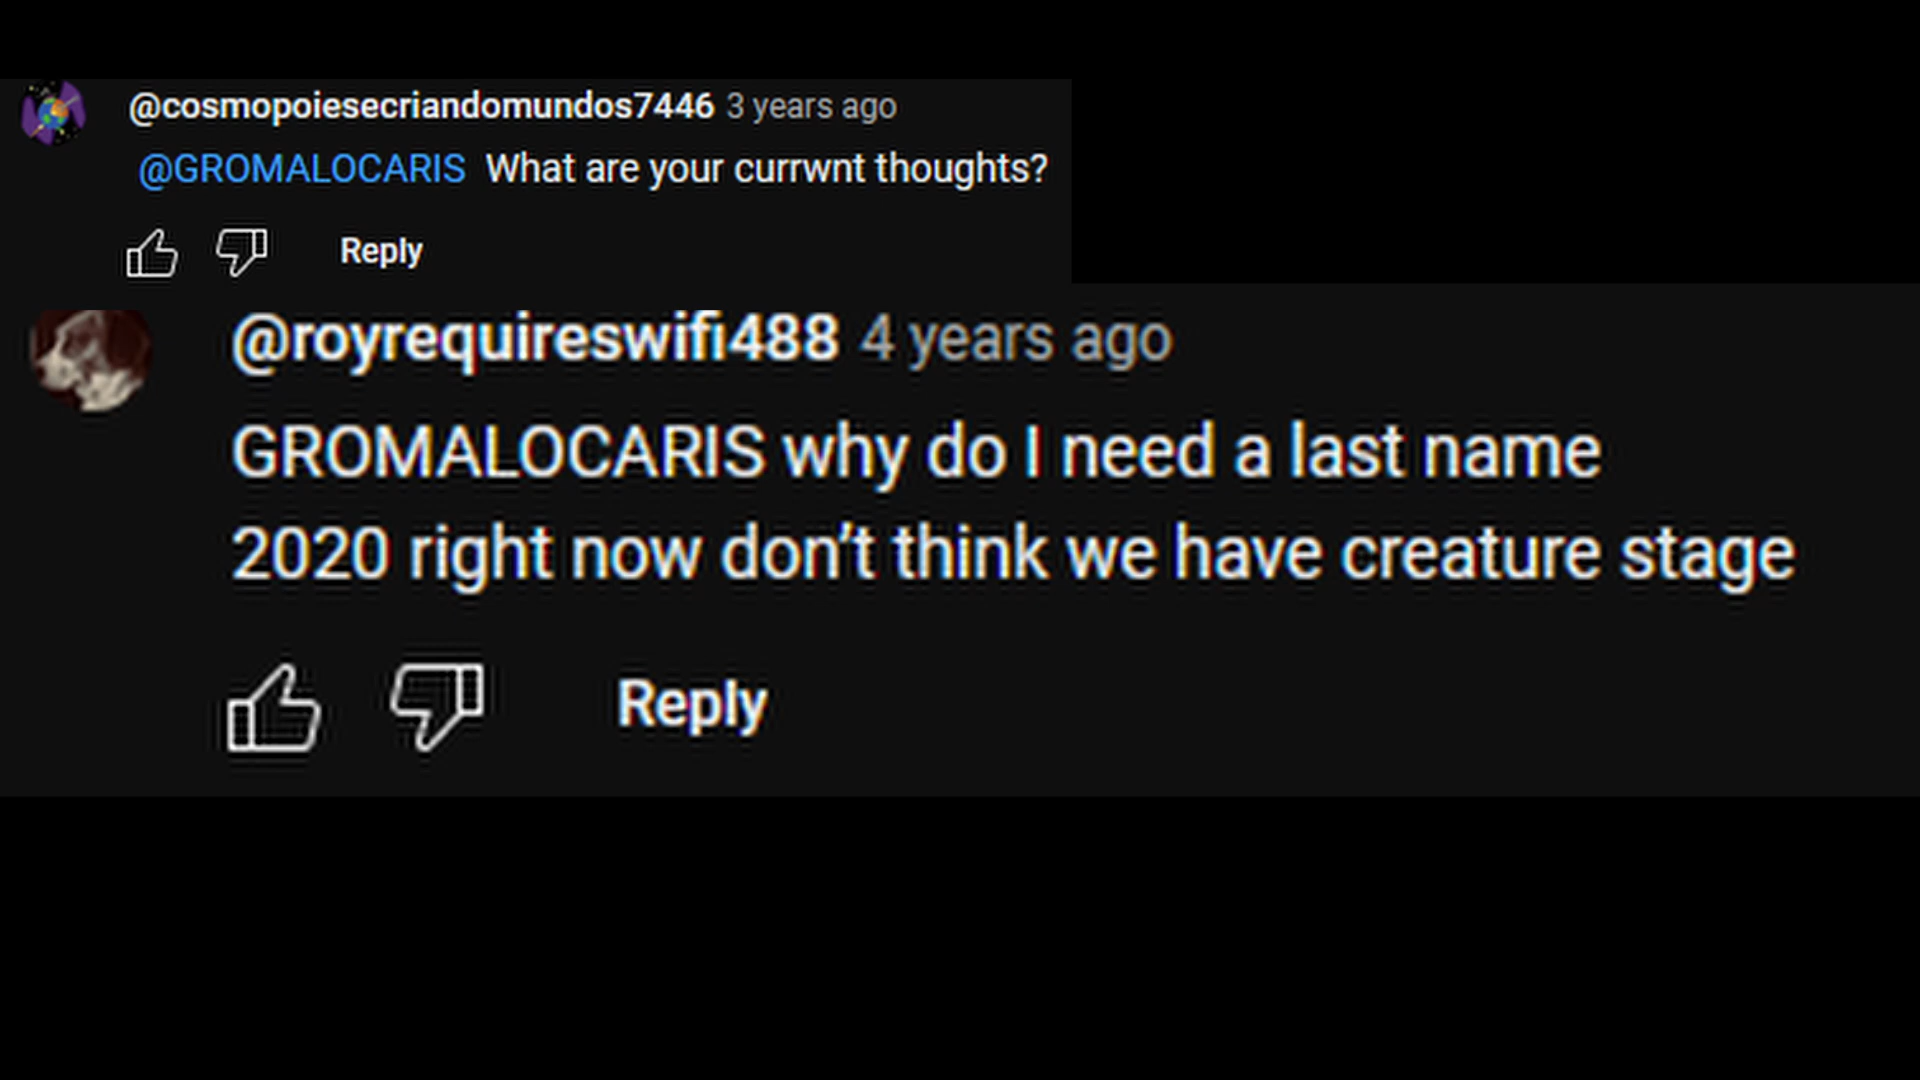 @cosmopoiesecriandomundos7446 3 years ago
@GROMALOCARIS What are your currwnt thoughts?
Reply
@royrequireswifi488 4 years ago
GROMALOCARIS why do I need a last name
2020 right now don't think we have creature stage
Reply